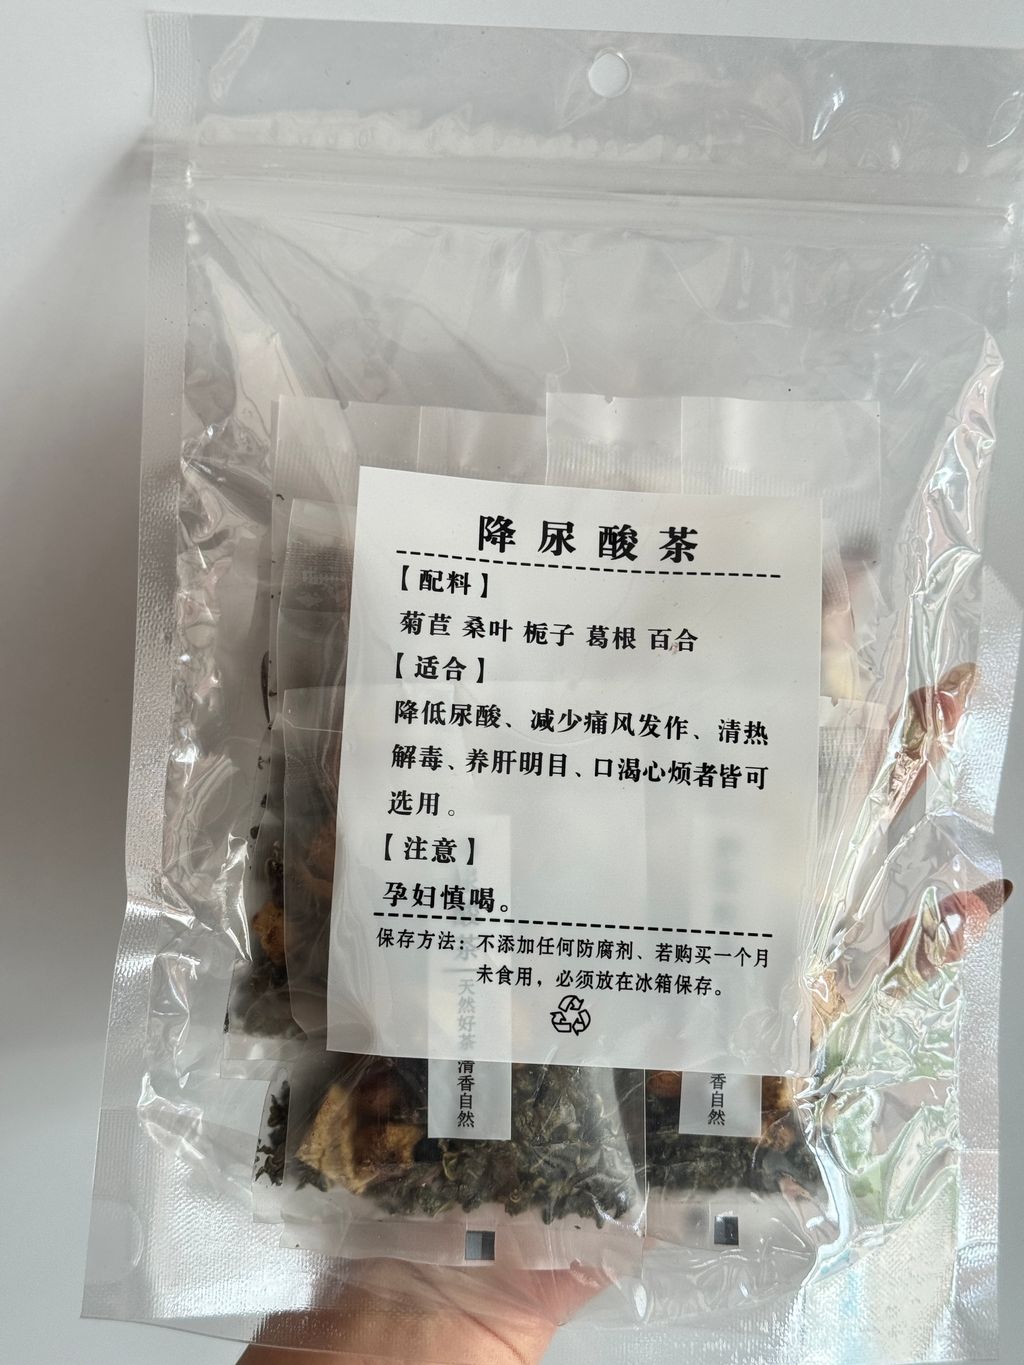 降尿酸茶
【配料】
菊苣 桑叶 栀子 葛根 百合
【适合】
降低尿酸、减少痛风发作、清热
解毒、养肝明目、口渴心烦者皆可
选用。
【注意】
孕妇慎喝。
保存方法：不添加任何防腐剂、若购买一个月
未食用，必须放在冰箱保存。
茶
天然好茶 清香自然
香自然